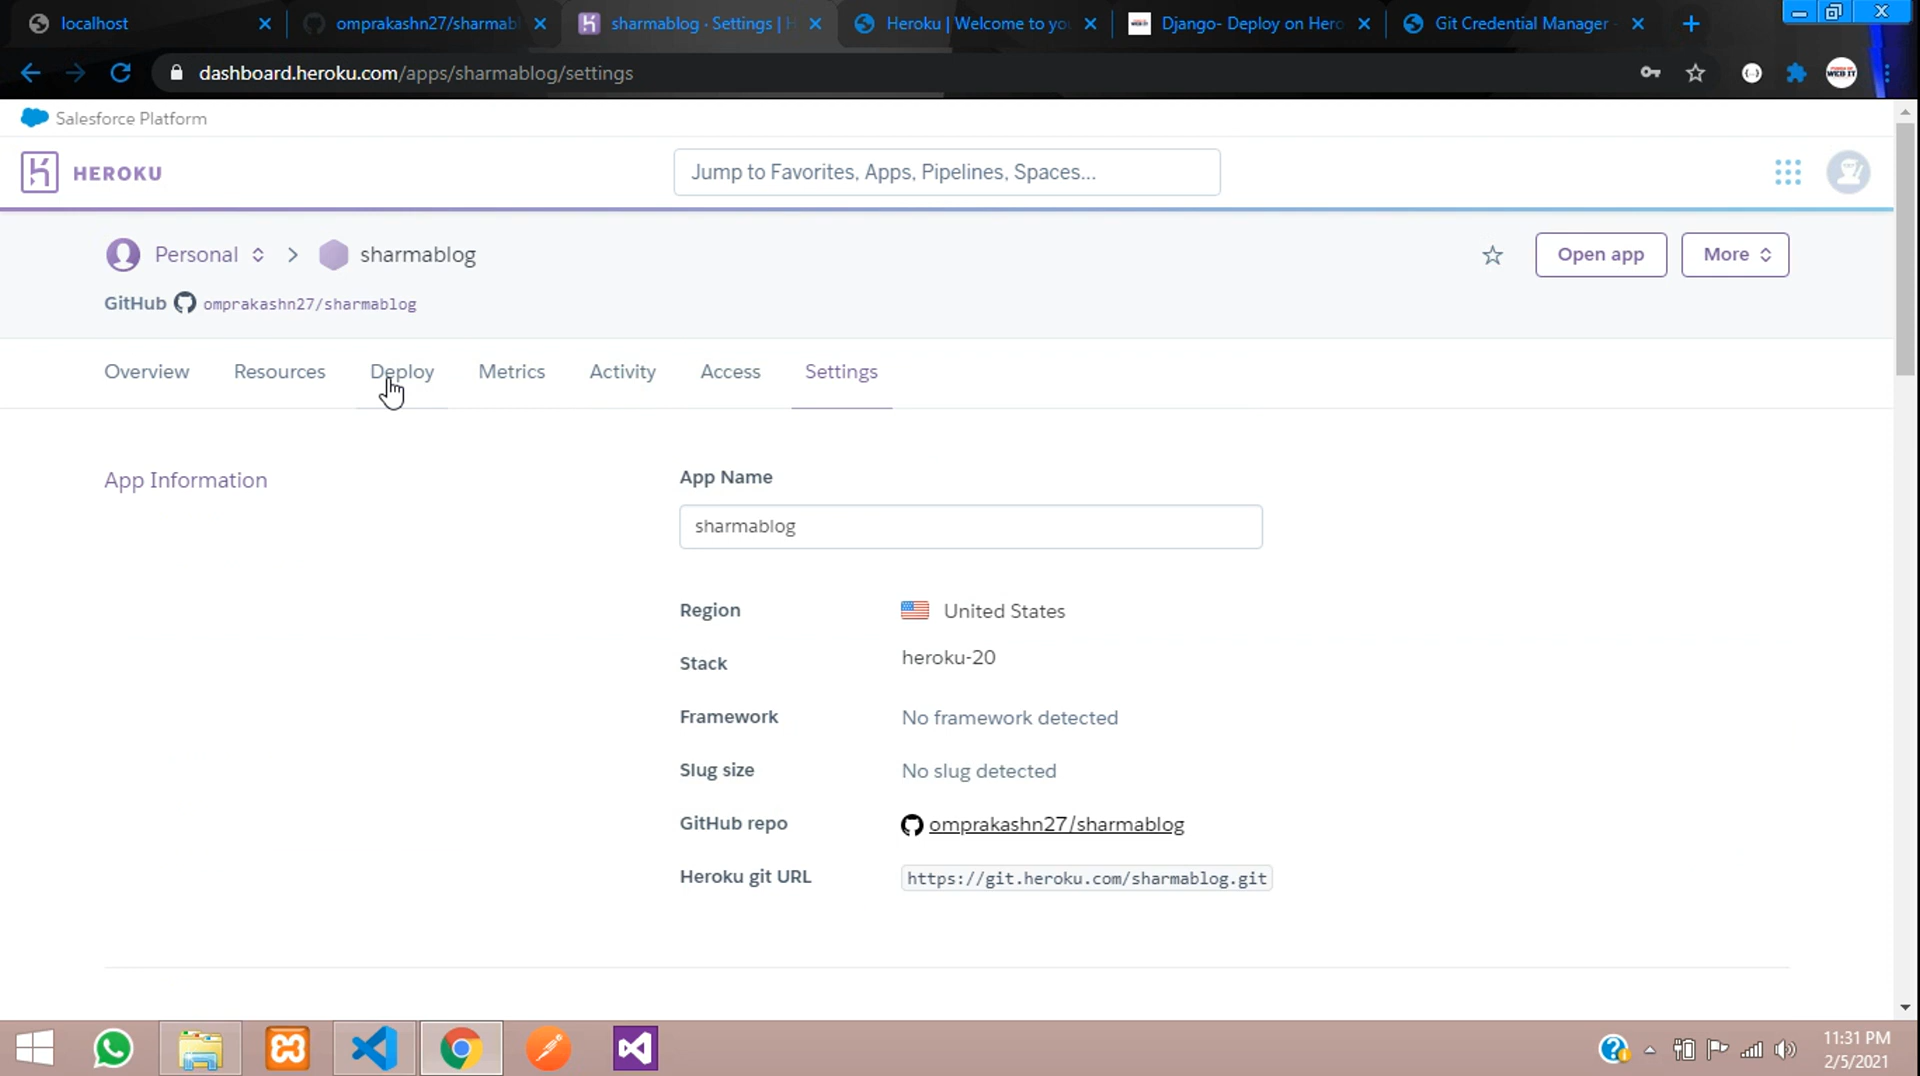 localhost
omprakashn27/sharmabl
sharmablog · Settings | H
Heroku | Welcome to yo
Django- Deploy on Hero
Git Credential Manager -
dashboard.heroku.com/apps/sharmablog/settings
WEB IT
Salesforce Platform
HEROKU
Jump to Favorites, Apps, Pipelines, Spaces...
Personal
sharmablog
Open app
More
GitHub omprakashn27/sharmablog
Overview
Resources
Deploy
Metrics
Activity
Access
Settings
App Information
App Name
sharmablog
Region
United States
Stack
heroku-20
Framework
No framework detected
Slug size
No slug detected
GitHub repo
omprakashn27/sharmablog
Heroku git URL
https://git.heroku.com/sharmablog.git
11:31 PM
2/5/2021